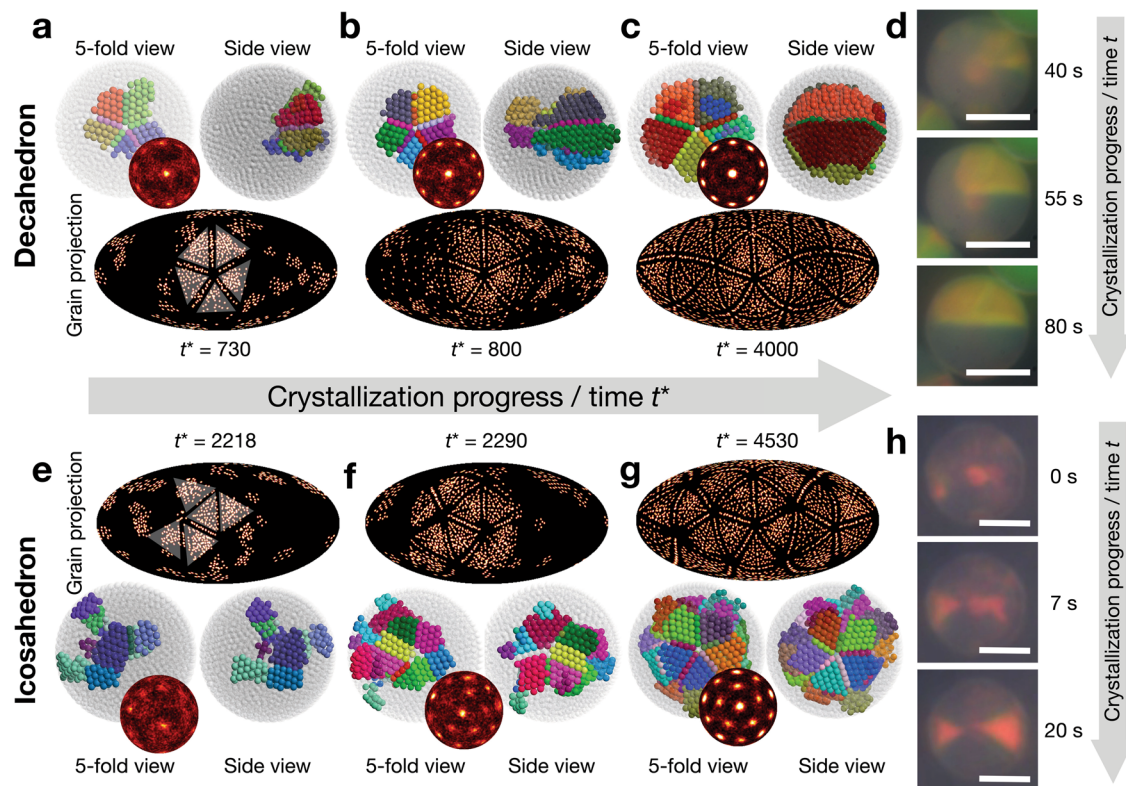 a
5-fold view
Side view
b
5-fold view
Side view
c
5-fold view
Side view
d
40 s
55 s
80 s
Crystallization progress / time t
Decahedron
Grain projection
t* = 730
t* = 800
t* = 4000
Crystallization progress / time t*
t* = 2218
t* = 2290
t* = 4530
e
f
g
h
0 s
7 s
20 s
Crystallization progress / time t
Icosahedron
Grain projection
5-fold view
Side view
5-fold view
Side view
5-fold view
Side view